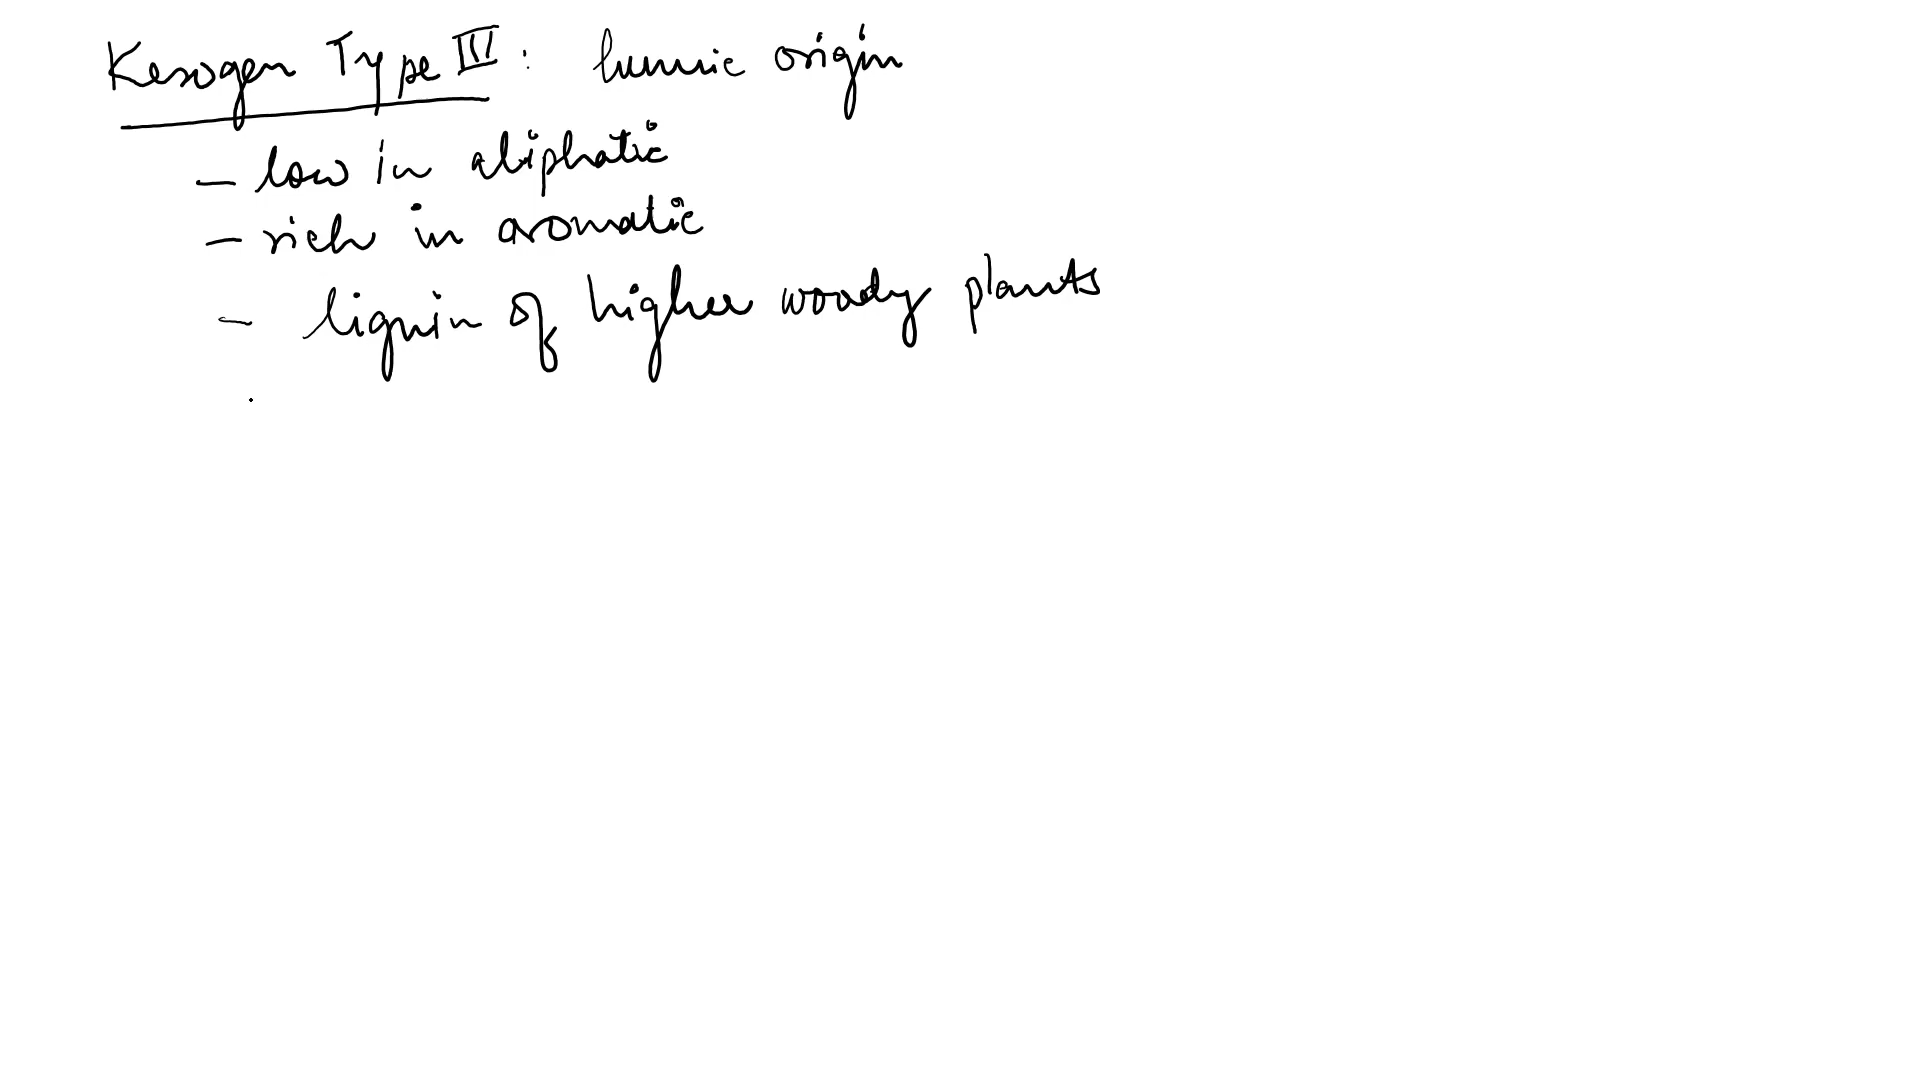 Kerogen Type III : humic origin
- low in aliphatic
- rich in aromatic
- lignin of higher woody plants